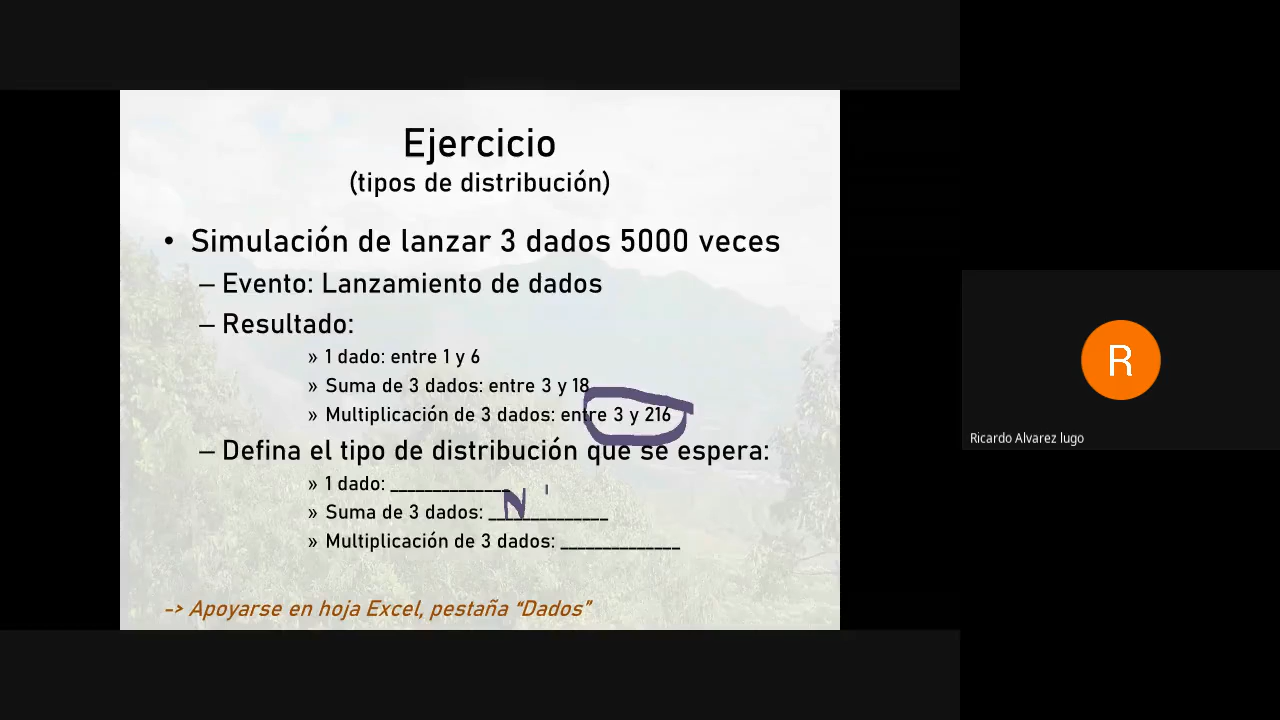 Ejercicio
(tipos de distribución)
• Simulación de lanzar 3 dados 5000 veces
– Evento: Lanzamiento de dados
– Resultado:
» 1 dado: entre 1 y 6
» Suma de 3 dados: entre 3 y 18
» Multiplicación de 3 dados: entre 3 y 216
– Defina el tipo de distribución que se espera:
» 1 dado: ______________
N '
» Suma de 3 dados: ______________
» Multiplicación de 3 dados: ______________
-> Apoyarse en hoja Excel, pestaña “Dados”
R
Ricardo Alvarez lugo